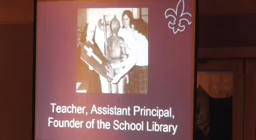 Teacher, Assistant Principal,
Founder of the School Library